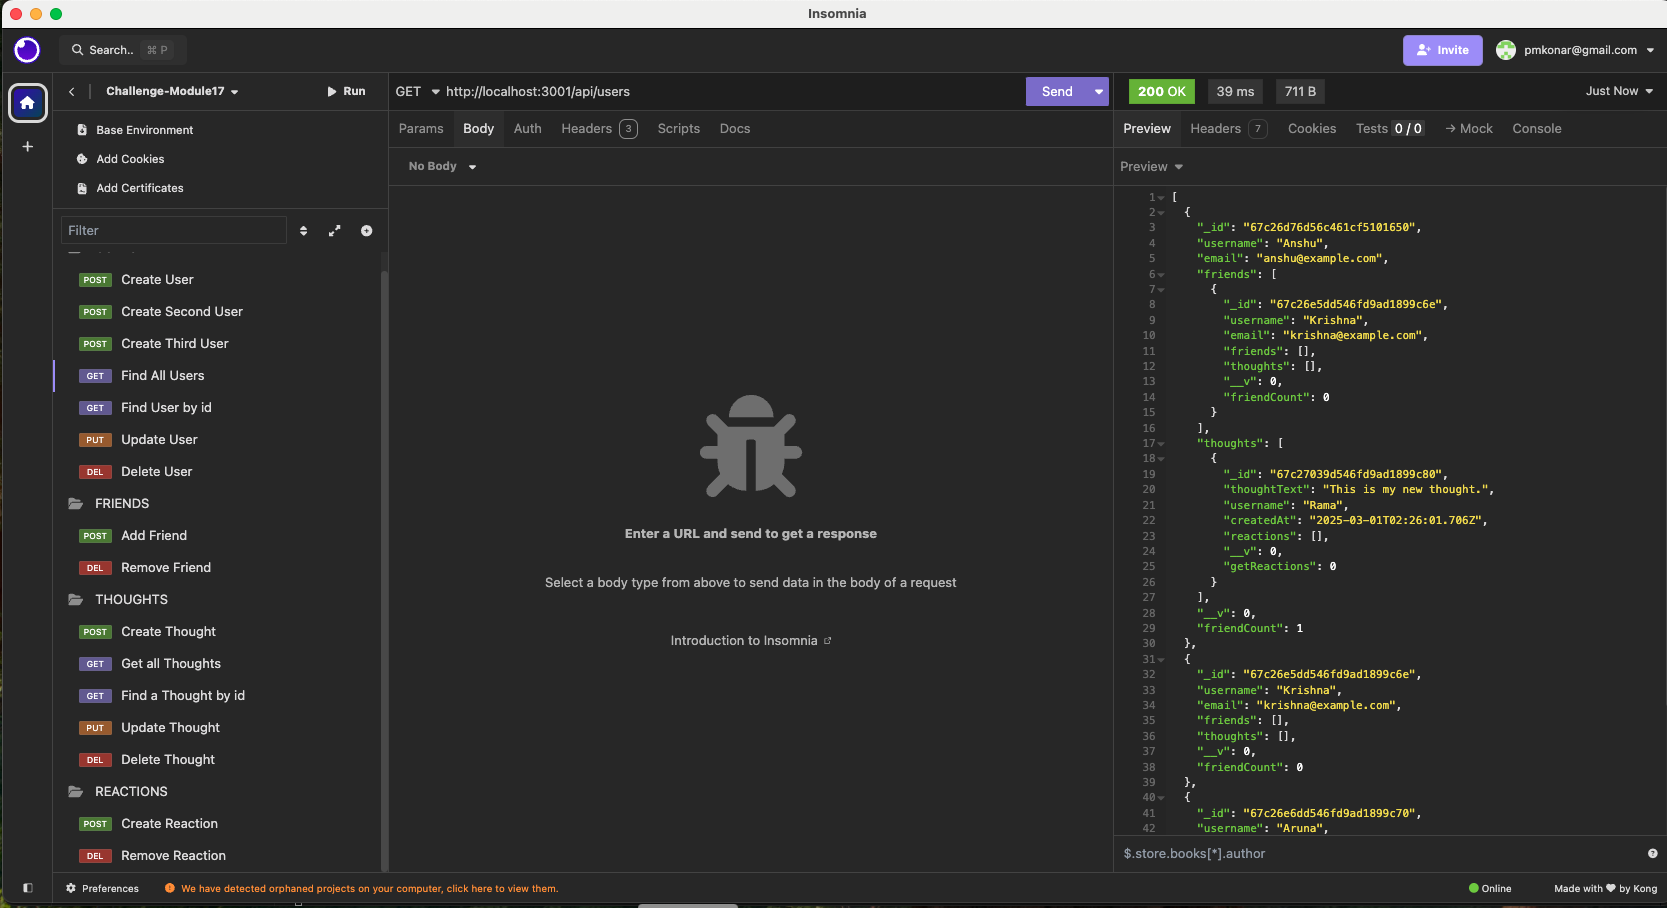 Insomnia
Search.. ⌘ P
Invite
pmkonar@gmail.com
Challenge-Module17
Run
Base Environment
Add Cookies
Add Certificates
Filter
POST Create User
POST Create Second User
POST Create Third User
GET Find All Users
GET Find User by id
PUT Update User
DEL Delete User
FRIENDS
POST Add Friend
DEL Remove Friend
THOUGHTS
POST Create Thought
GET Get all Thoughts
GET Find a Thought by id
PUT Update Thought
DEL Delete Thought
REACTIONS
POST Create Reaction
DEL Remove Reaction
GET http://localhost:3001/api/users
Send
Params Body Auth Headers 3 Scripts Docs
No Body
Enter a URL and send to get a response
Select a body type from above to send data in the body of a request
Introduction to Insomnia
200 OK 39 ms 711 B Just Now
Preview Headers 7 Cookies Tests 0 / 0 → Mock Console
Preview
1 [
2 {
3 "_id": "67c26d76d56c461cf5101650",
4 "username": "Anshu",
5 "email": "anshu@example.com",
6 "friends": [
7 {
8 "_id": "67c26e5dd546fd9ad1899c6e",
9 "username": "Krishna",
10 "email": "krishna@example.com",
11 "friends": [],
12 "thoughts": [],
13 "__v": 0,
14 "friendCount": 0
15 }
16 ],
17 "thoughts": [
18 {
19 "_id": "67c27039d546fd9ad1899c80",
20 "thoughtText": "This is my new thought.",
21 "username": "Rama",
22 "createdAt": "2025-03-01T02:26:01.706Z",
23 "reactions": [],
24 "__v": 0,
25 "getReactions": 0
26 }
27 ],
28 "__v": 0,
29 "friendCount": 1
30 },
31 {
32 "_id": "67c26e5dd546fd9ad1899c6e",
33 "username": "Krishna",
34 "email": "krishna@example.com",
35 "friends": [],
36 "thoughts": [],
37 "__v": 0,
38 "friendCount": 0
39 },
40 {
41 "_id": "67c26e6dd546fd9ad1899c70",
42 "username": "Aruna",
$.store.books[*].author
Preferences
We have detected orphaned projects on your computer, click here to view them.
Online
Made with ♥ by Kong